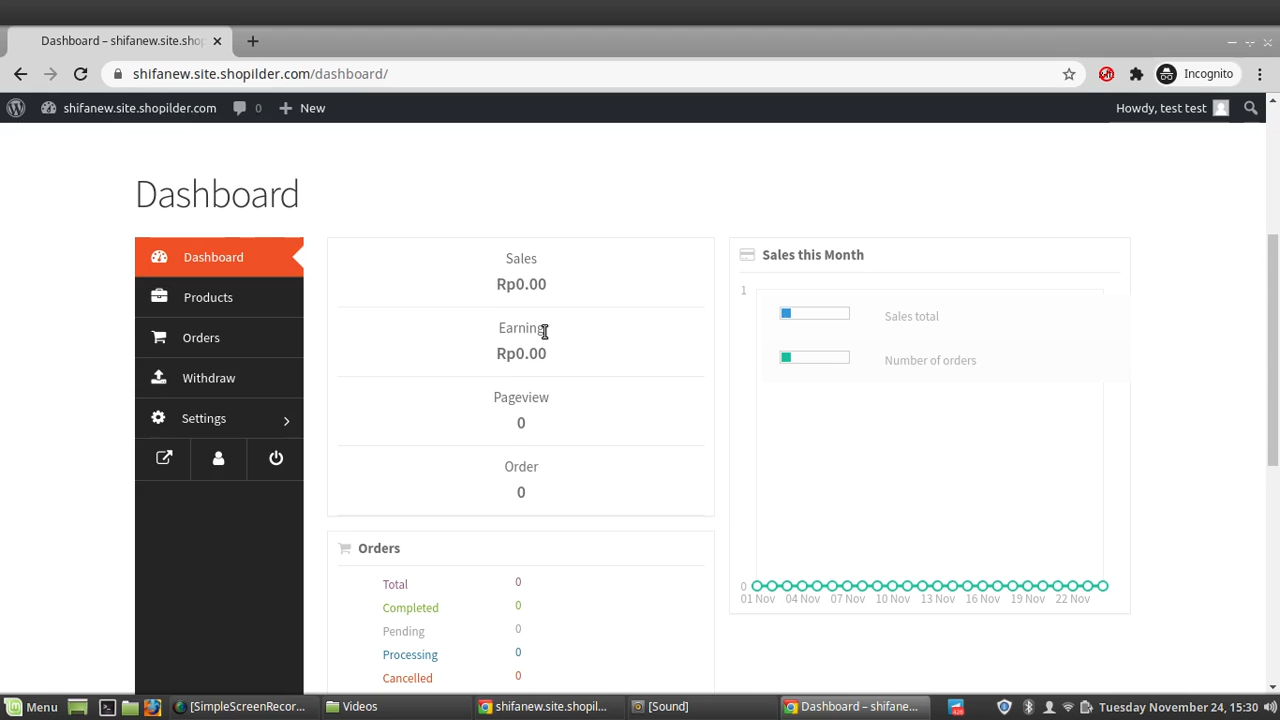 Dashboard – shifanew.site.shop
shifanew.site.shopilder.com/dashboard/
Incognito
shifanew.site.shopilder.com
0
New
Howdy, test test
Dashboard
Dashboard
Products
Orders
Withdraw
Settings
Sales
Rp0.00
Earning
Rp0.00
Pageview
0
Order
0
Orders
Total 0
Completed 0
Pending 0
Processing 0
Cancelled 0
Sales this Month
1
Sales total
Number of orders
0
01 Nov 04 Nov 07 Nov 10 Nov 13 Nov 16 Nov 19 Nov 22 Nov
Menu
[SimpleScreenRecor...
Videos
shifanew.site.shopil...
[Sound]
Dashboard – shifane...
Tuesday November 24, 15:30